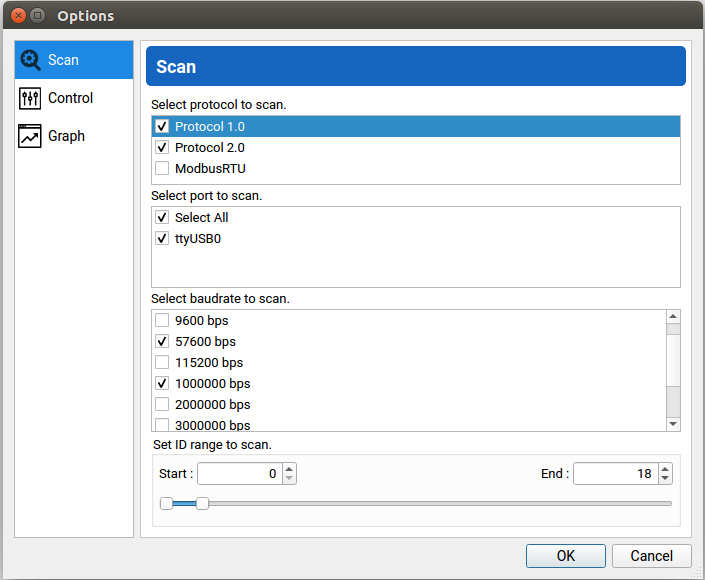 Options
Scan
Control
Graph
Scan
Select protocol to scan.
Protocol 1.0
Protocol 2.0
ModbusRTU
Select port to scan.
Select All
ttyUSB0
Select baudrate to scan.
9600 bps
57600 bps
115200 bps
1000000 bps
2000000 bps
3000000 bps
Set ID range to scan.
Start : 0 End : 18
OK Cancel